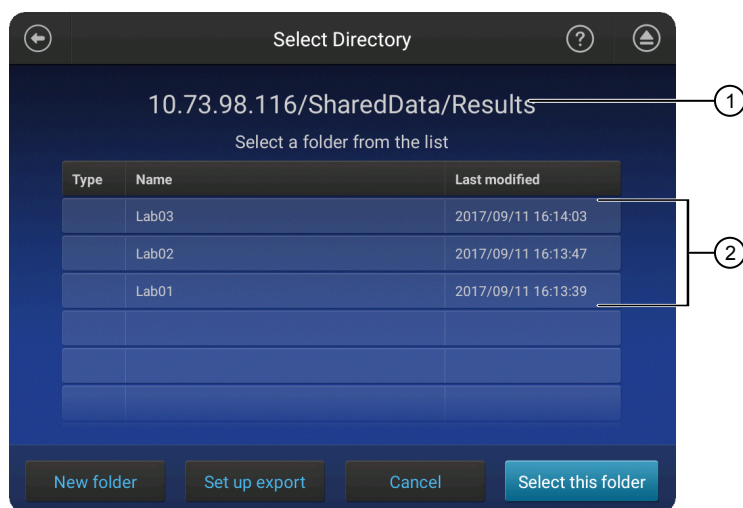 Select Directory ?
10.73.98.116/SharedData/Results 1
Select a folder from the list
Type Name Last modified
Lab03 2017/09/11 16:14:03
Lab02 2017/09/11 16:13:47 2
Lab01 2017/09/11 16:13:39
New folder Set up export Cancel Select this folder